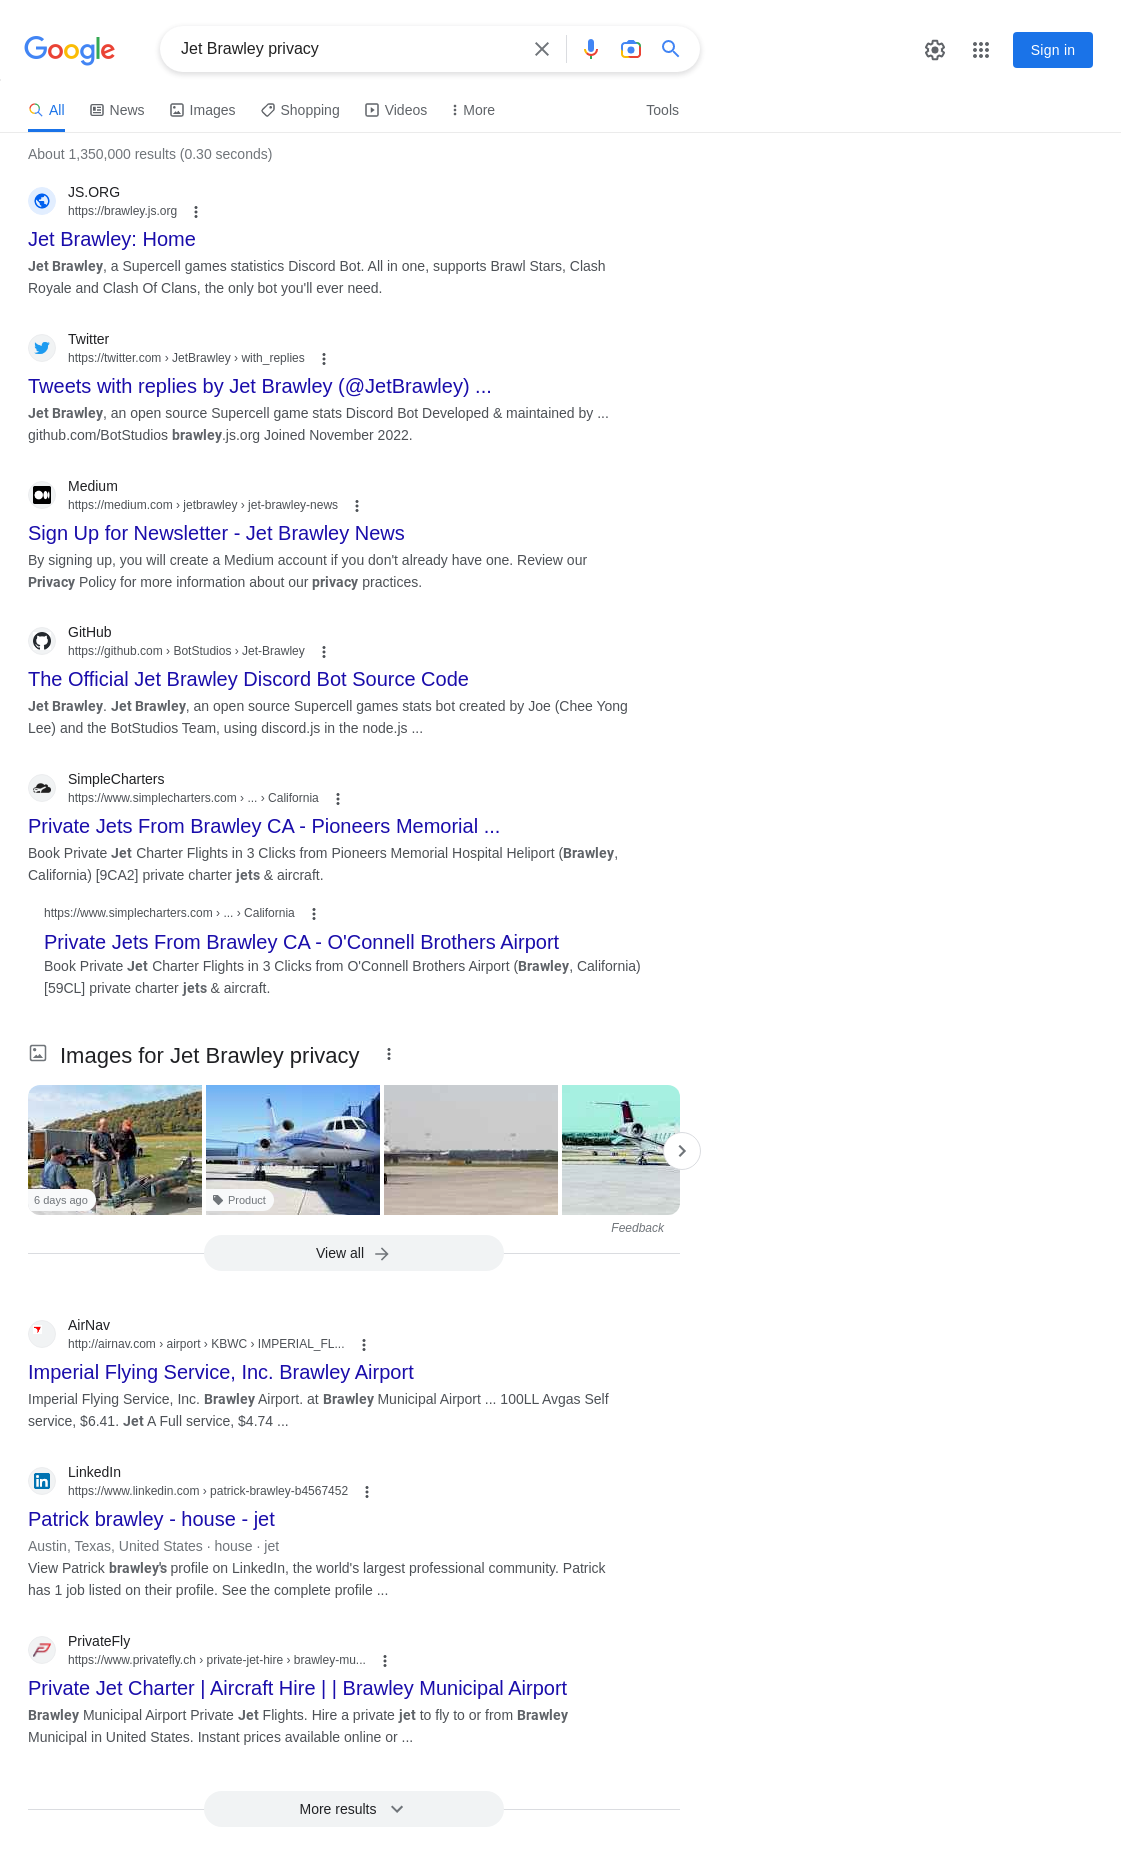 Google
Jet Brawley privacy
Sign in
All
News
Images
Shopping
Videos
More
Tools
About 1,350,000 results (0.30 seconds)
JS.ORG
https://brawley.js.org
Jet Brawley: Home
Jet Brawley, a Supercell games statistics Discord Bot. All in one, supports Brawl Stars, Clash
Royale and Clash Of Clans, the only bot you'll ever need.
Twitter
https://twitter.com › JetBrawley › with_replies
Tweets with replies by Jet Brawley (@JetBrawley) ...
Jet Brawley, an open source Supercell game stats Discord Bot Developed & maintained by ...
github.com/BotStudios brawley.js.org Joined November 2022.
Medium
https://medium.com › jetbrawley › jet-brawley-news
Sign Up for Newsletter - Jet Brawley News
By signing up, you will create a Medium account if you don't already have one. Review our
Privacy Policy for more information about our privacy practices.
GitHub
https://github.com › BotStudios › Jet-Brawley
The Official Jet Brawley Discord Bot Source Code
Jet Brawley. Jet Brawley, an open source Supercell games stats bot created by Joe (Chee Yong
Lee) and the BotStudios Team, using discord.js in the node.js ...
SimpleCharters
https://www.simplecharters.com › ... › California
Private Jets From Brawley CA - Pioneers Memorial ...
Book Private Jet Charter Flights in 3 Clicks from Pioneers Memorial Hospital Heliport (Brawley,
California) [9CA2] private charter jets & aircraft.
https://www.simplecharters.com › ... › California
Private Jets From Brawley CA - O'Connell Brothers Airport
Book Private Jet Charter Flights in 3 Clicks from O'Connell Brothers Airport (Brawley, California)
[59CL] private charter jets & aircraft.
Images for Jet Brawley privacy
6 days ago
Product
Feedback
View all
AirNav
http://airnav.com › airport › KBWC › IMPERIAL_FL...
Imperial Flying Service, Inc. Brawley Airport
Imperial Flying Service, Inc. Brawley Airport. at Brawley Municipal Airport ... 100LL Avgas Self
service, $6.41. Jet A Full service, $4.74 ...
LinkedIn
https://www.linkedin.com › patrick-brawley-b4567452
Patrick brawley - house - jet
Austin, Texas, United States · house · jet
View Patrick brawley's profile on LinkedIn, the world's largest professional community. Patrick
has 1 job listed on their profile. See the complete profile ...
PrivateFly
https://www.privatefly.ch › private-jet-hire › brawley-mu...
Private Jet Charter | Aircraft Hire | | Brawley Municipal Airport
Brawley Municipal Airport Private Jet Flights. Hire a private jet to fly to or from Brawley
Municipal in United States. Instant prices available online or ...
More results